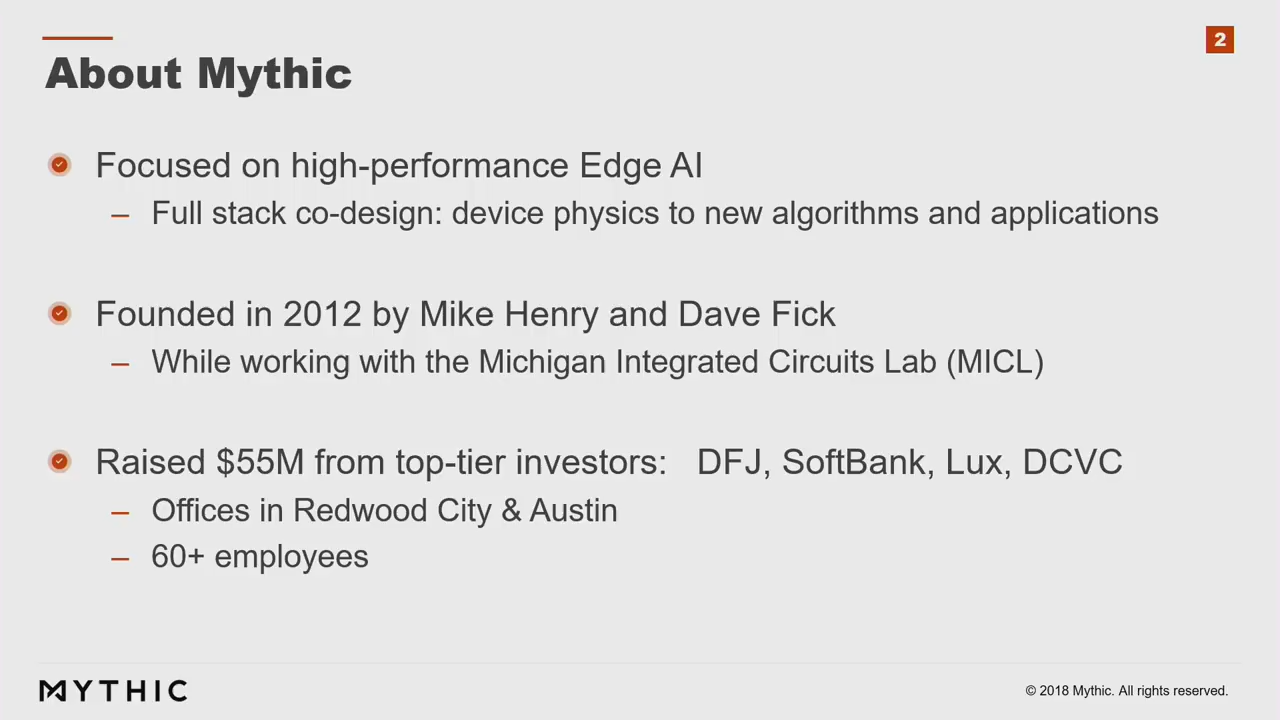 2
About Mythic
Focused on high-performance Edge AI
– Full stack co-design: device physics to new algorithms and applications
Founded in 2012 by Mike Henry and Dave Fick
– While working with the Michigan Integrated Circuits Lab (MICL)
Raised $55M from top-tier investors: DFJ, SoftBank, Lux, DCVC
– Offices in Redwood City & Austin
– 60+ employees
MYTHIC
© 2018 Mythic. All rights reserved.